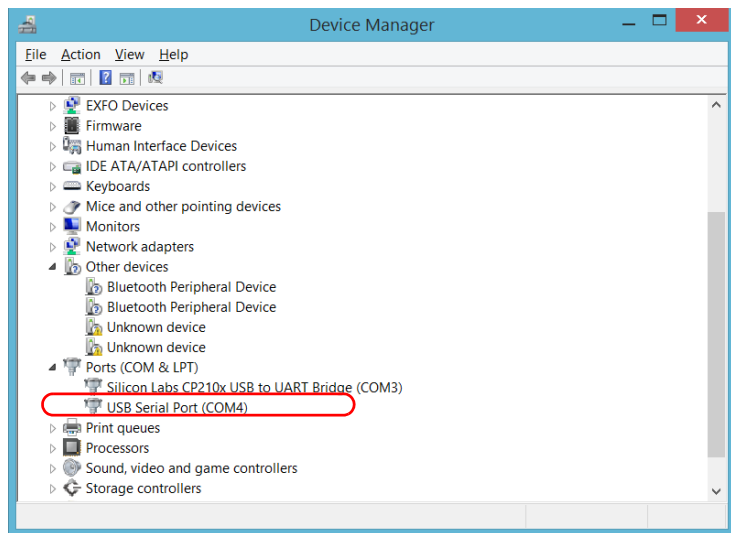 Device Manager
File Action View Help
EXFO Devices
Firmware
Human Interface Devices
IDE ATA/ATAPI controllers
Keyboards
Mice and other pointing devices
Monitors
Network adapters
Other devices
Bluetooth Peripheral Device
Bluetooth Peripheral Device
Unknown device
Unknown device
Ports (COM & LPT)
Silicon Labs CP210x USB to UART Bridge (COM3)
USB Serial Port (COM4)
Print queues
Processors
Sound, video and game controllers
Storage controllers